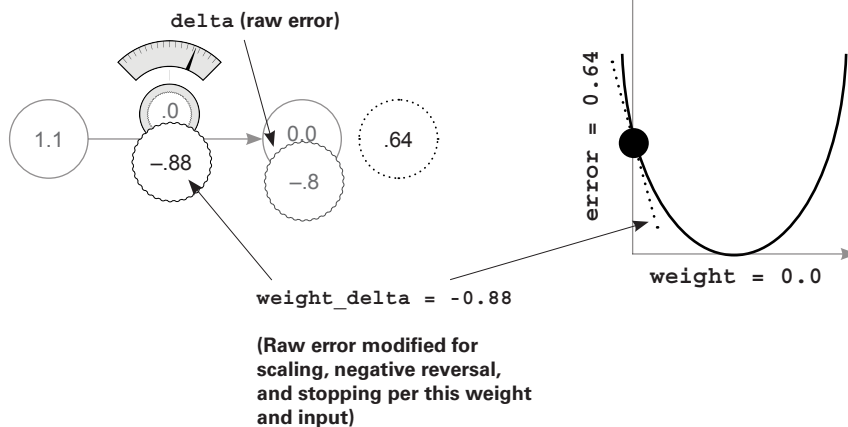 delta (raw error)
1.1
.0
–.88
0.0
–.8
.64
error = 0.64
weight = 0.0
weight_delta = -0.88
(Raw error modified for
scaling, negative reversal,
and stopping per this weight
and input)